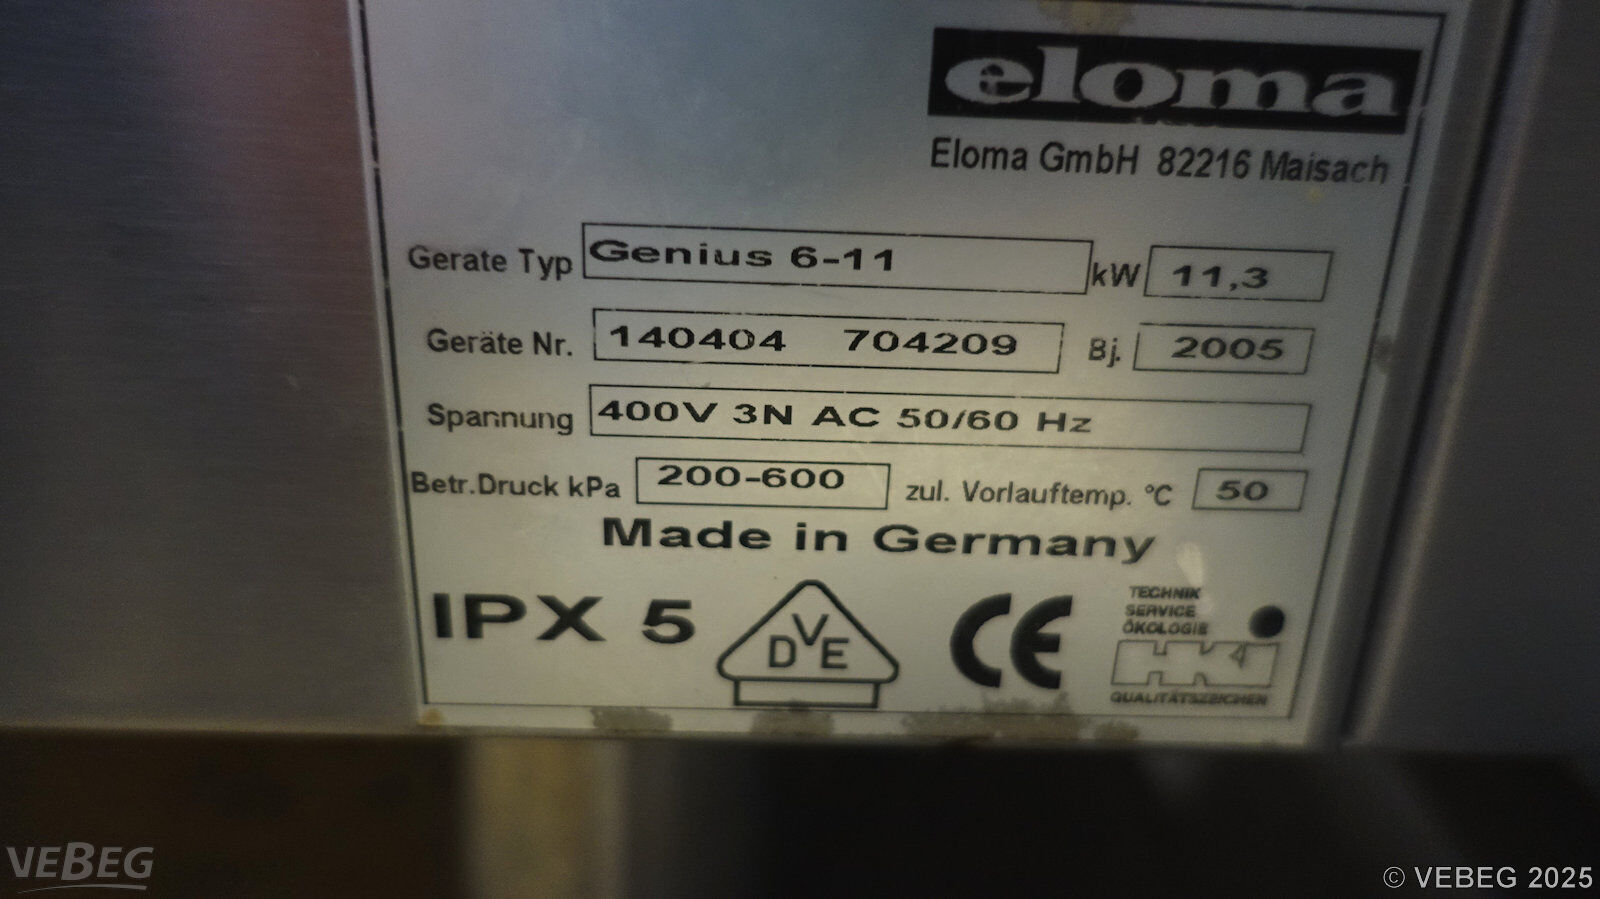 eloma
Eloma GmbH 82216 Maisach
Gerate Typ Genius 6-11 kW 11,3
Geräte Nr. 140404 704209 Bj. 2005
Spannung 400V 3N AC 50/60 Hz
Betr.Druck kPa 200-600 zul. Vorlauftemp. °C 50
Made in Germany
IPX 5
DVE
CE
TECHNIK
SERVICE
ÖKOLOGIE
HKI
QUALITÄTSZEICHEN
VEBEG
© VEBEG 2025